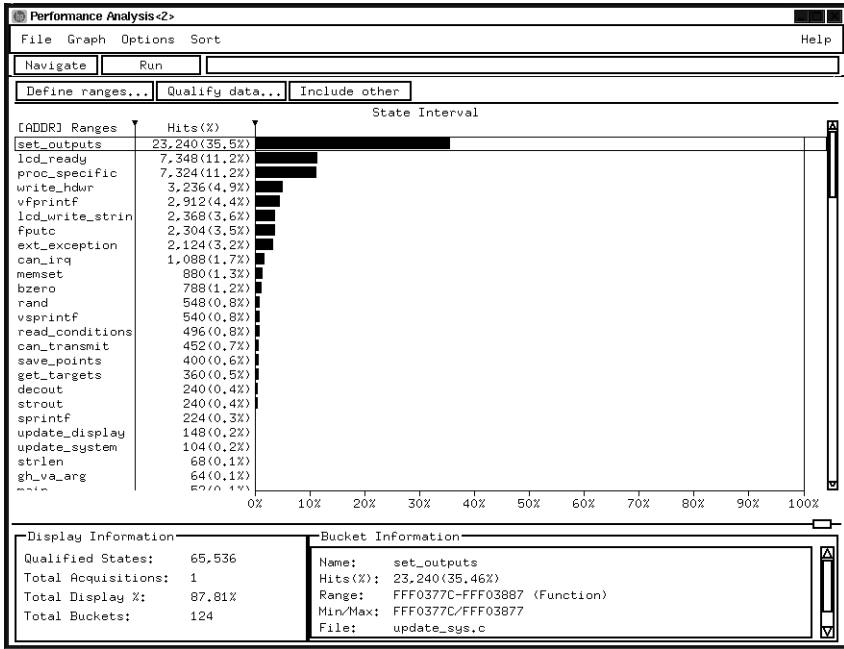 Performance Analysis<2>
File Graph Options Sort Help
Navigate Run
Define ranges... Qualify data... Include other
State Interval
[ADDR] Ranges Hits(%)
set_outputs 23,240(35.5%)
lcd_ready 7,348(11.2%)
proc_specific 7,324(11.2%)
write_hdwr 3,236(4.9%)
vfprintf 2,912(4.4%)
lcd_write_strin 2,368(3.6%)
fputc 2,304(3.5%)
ext_exception 2,124(3.2%)
can_irq 1,088(1.7%)
memset 880(1.3%)
bzero 788(1.2%)
rand 548(0.8%)
vsprintf 540(0.8%)
read_conditions 496(0.8%)
can_transmit 452(0.7%)
save_points 400(0.6%)
get_targets 360(0.5%)
decout 240(0.4%)
strout 240(0.4%)
sprintf 224(0.3%)
update_display 148(0.2%)
update_system 104(0.2%)
strlen 68(0.1%)
gh_va_arg 64(0.1%)
0% 10% 20% 30% 40% 50% 60% 70% 80% 90% 100%
Display Information
Qualified States: 65,536
Total Acquisitions: 1
Total Display %: 87.81%
Total Buckets: 124
Bucket Information
Name: set_outputs
Hits(%): 23,240(35.46%)
Range: FFF0377C-FFF03887 (Function)
Min/Max: FFF0377C/FFF03877
File: update_sys.c